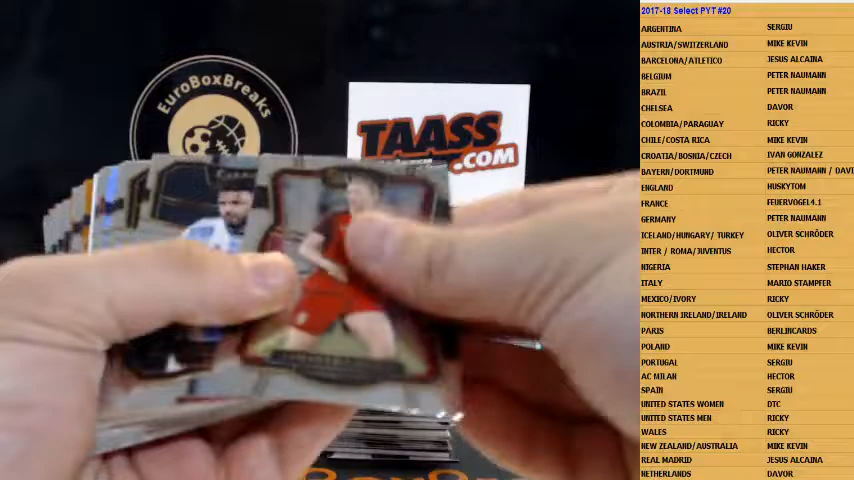 EuroBoxBreaks
TAASS
.COM
2017-18 Select PYT #20
ARGENTINA SERGIU
AUSTRIA/SWITZERLAND MIKE KEVIN
BARCELONA/ATLETICO JESUS ALCAINA
BELGIUM PETER NAUMANN
BRAZIL PETER NAUMANN
CHELSEA DAVOR
COLOMBIA/PARAGUAY RICKY
CHILE/COSTA RICA MIKE KEVIN
CROATIA/BOSNIA/CZECH IVAN GONZALEZ
BAYERN/DORTMUND PETER NAUMANN / DAVI
ENGLAND HUSKYTOM
FRANCE FEUERVOGEL4.1
GERMANY PETER NAUMANN
ICELAND/HUNGARY/ TURKEY OLIVER SCHRÖDER
INTER / ROMA/JUVENTUS HECTOR
NIGERIA STEPHAN HAKER
ITALY MARIO STAMPFER
MEXICO/IVORY RICKY
NORTHERN IRELAND/IRELAND OLIVER SCHRÖDER
PARIS BERLINCARDS
POLAND MIKE KEVIN
PORTUGAL SERGIU
AC MILAN HECTOR
SPAIN SERGIU
UNITED STATES WOMEN DTC
UNITED STATES MEN RICKY
WALES RICKY
NEW ZEALAND/AUSTRALIA MIKE KEVIN
REAL MADRID JESUS ALCAINA
NETHERLANDS DAVOR